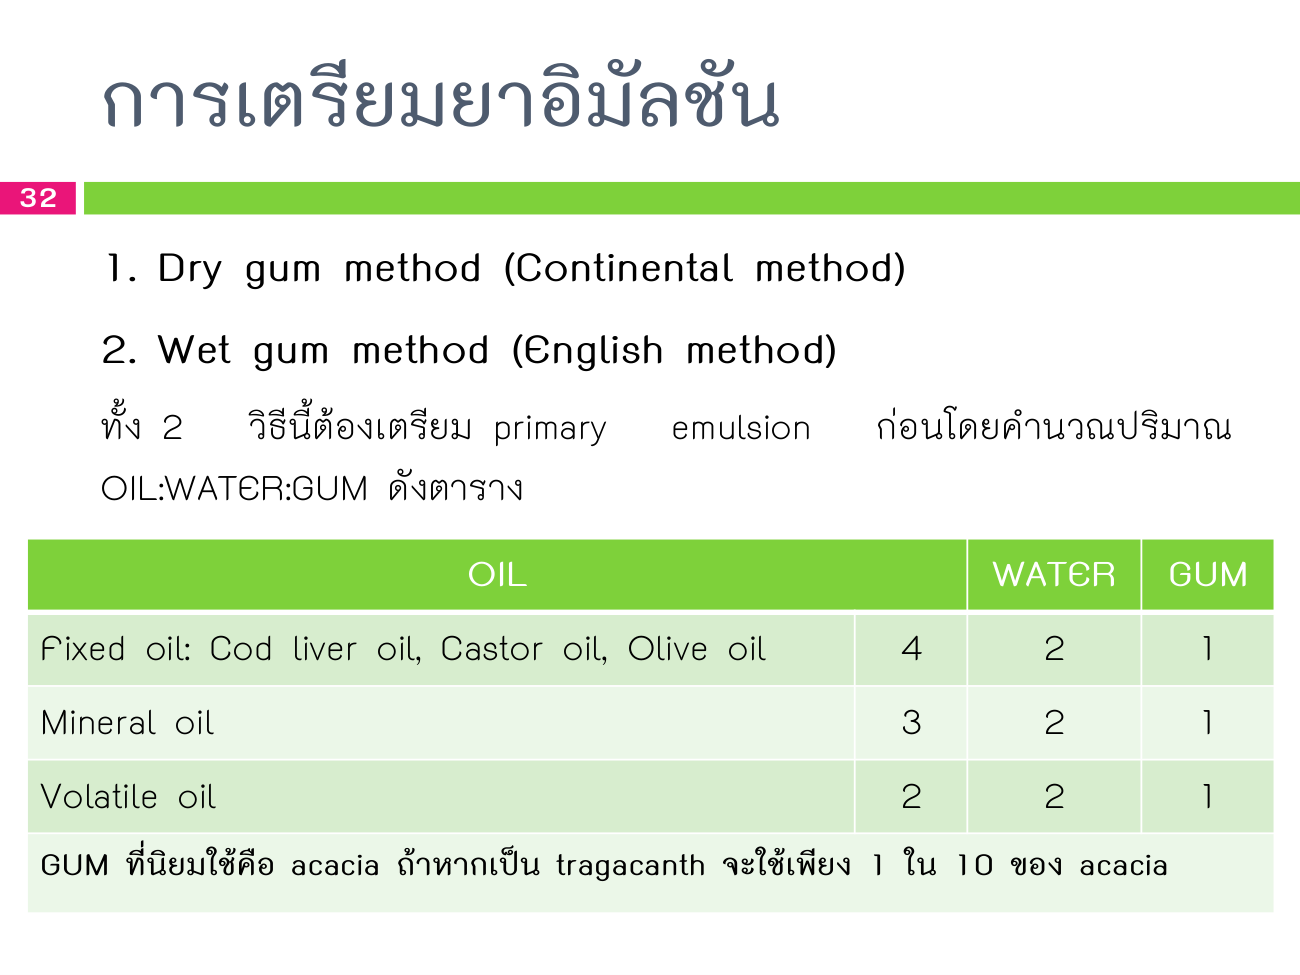 การเตรียมยาอิมัลชัน
32
1. Dry gum method (Continental method)
2. Wet gum method (English method)
ทั้ง 2 วิธีนี้ต้องเตรียม primary emulsion ก่อนโดยคำนวณปริมาณ
OIL:WATER:GUM ดังตาราง
OIL WATER GUM
Fixed oil: Cod liver oil, Castor oil, Olive oil 4 2 1
Mineral oil 3 2 1
Volatile oil 2 2 1
GUM ที่นิยมใช้คือ acacia ถ้าหากเป็น tragacanth จะใช้เพียง 1 ใน 10 ของ acacia